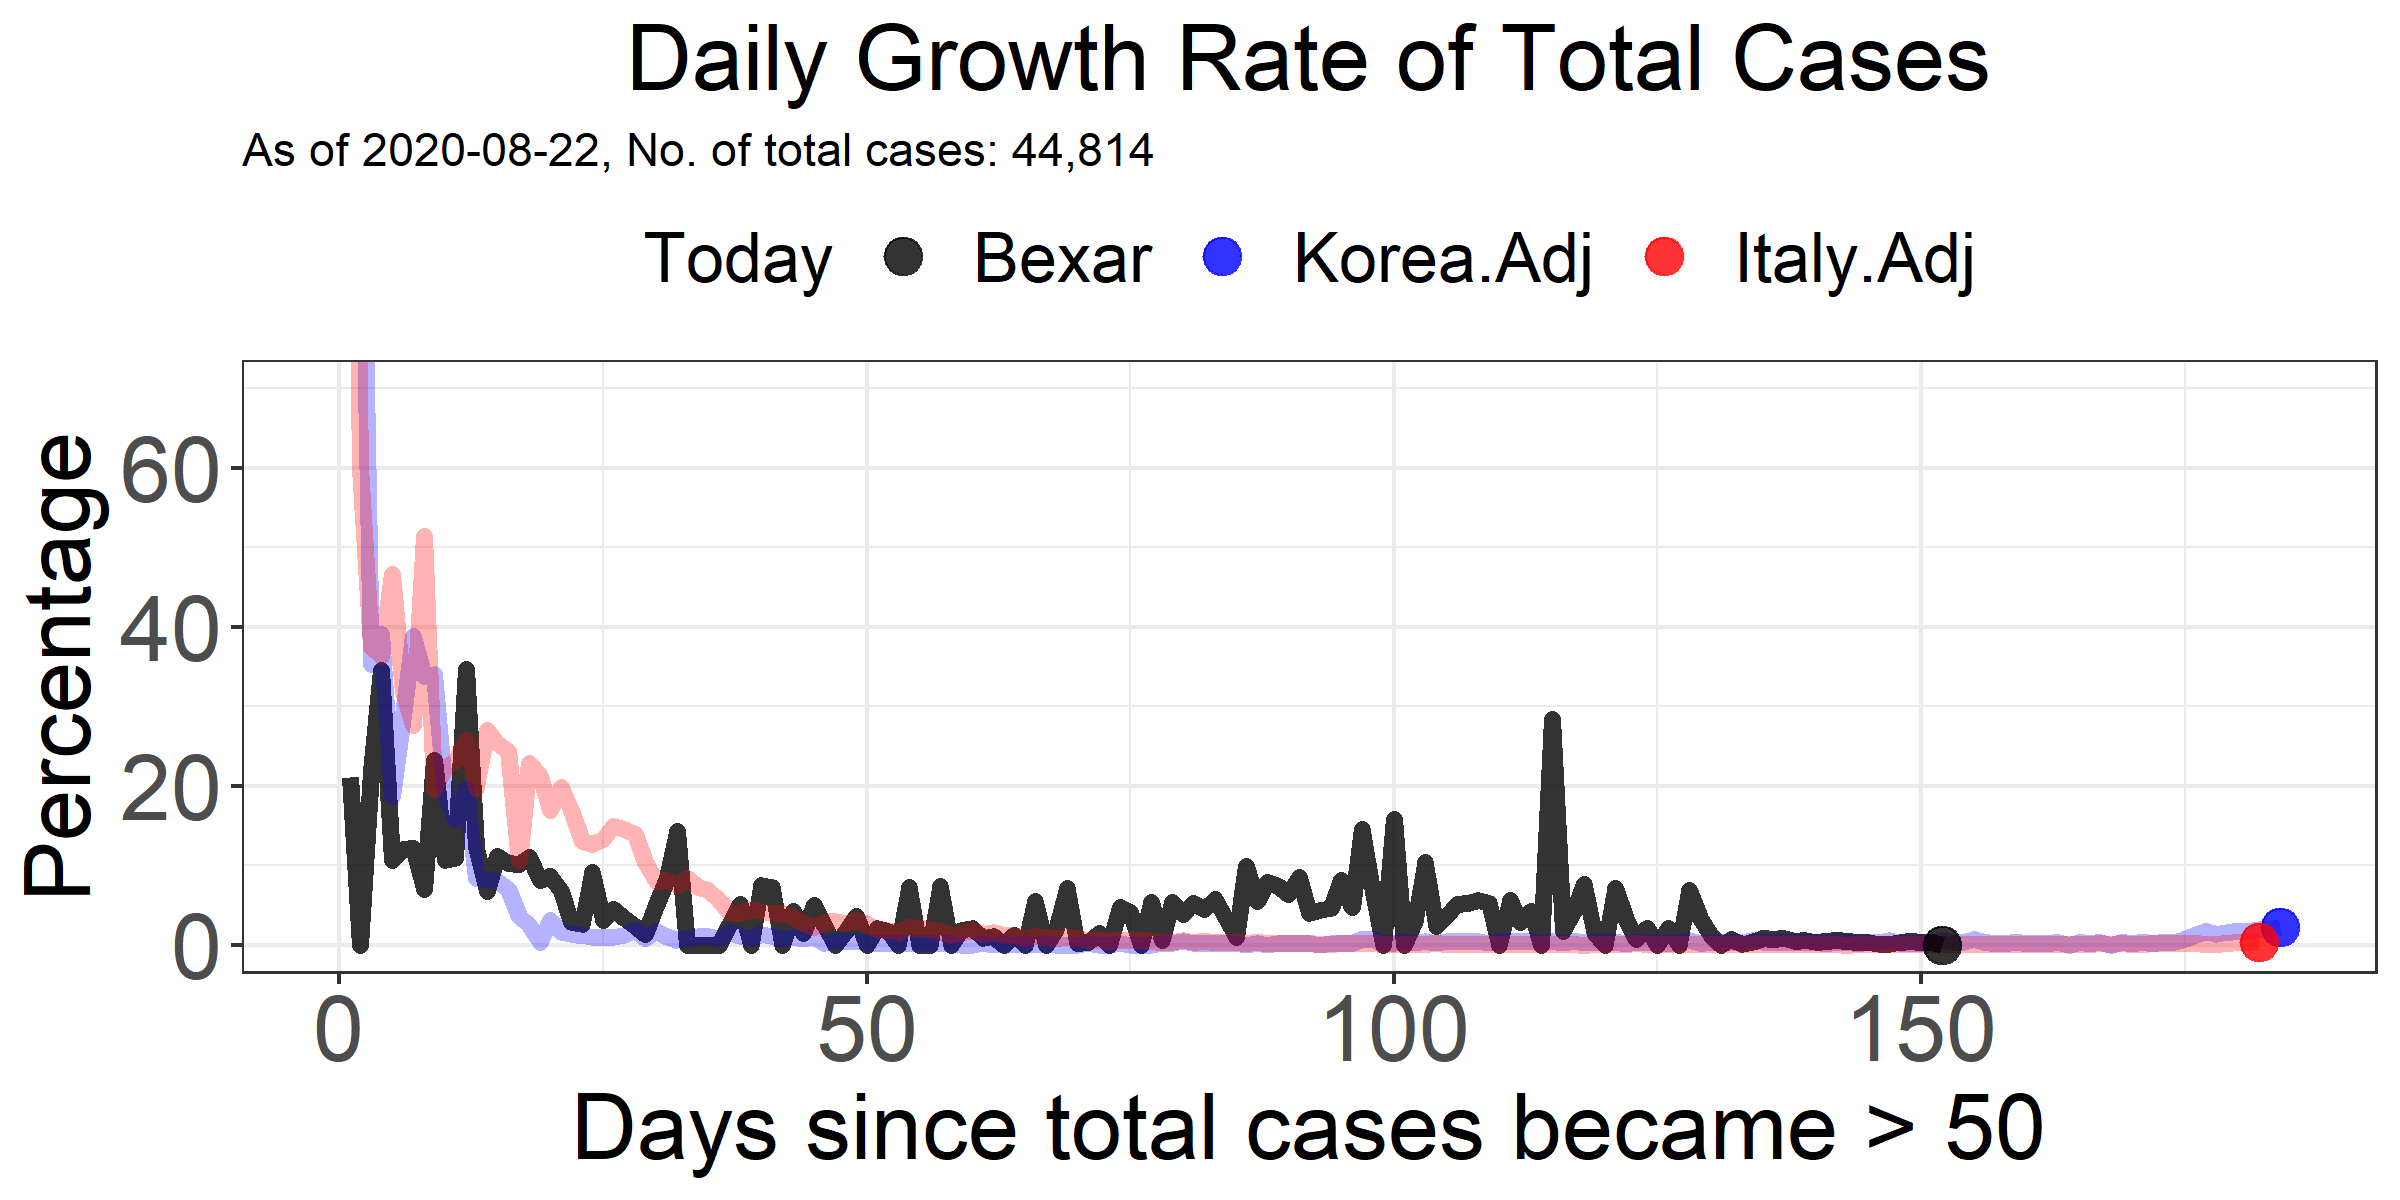 Daily Growth Rate of Total Cases
As of 2020-08-22, No. of total cases: 44,814
Today Bexar Korea.Adj Italy.Adj
Percentage
60
40
20
0
0 50 100 150
Days since total cases became > 50